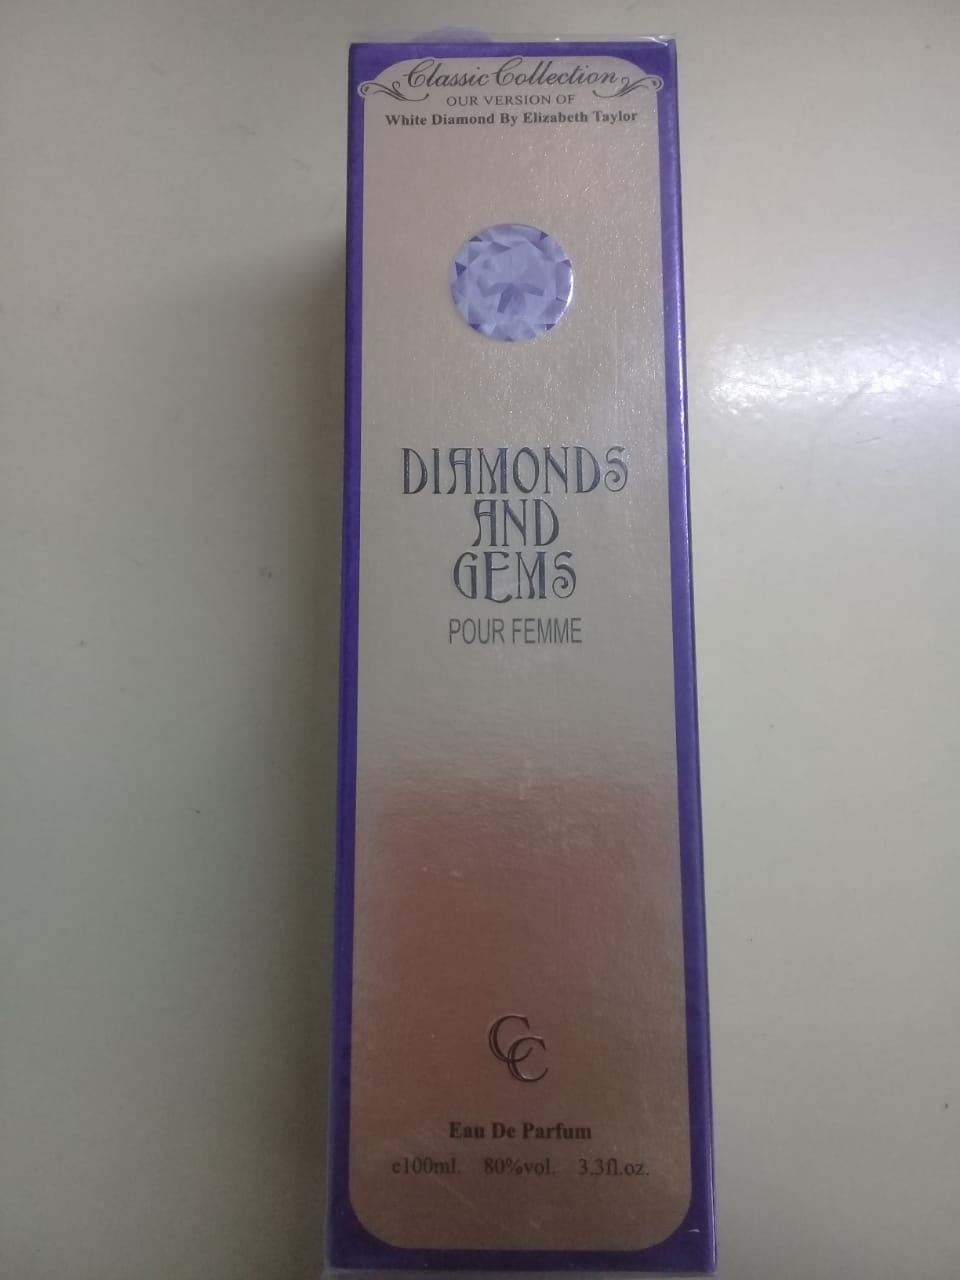 Classic Collection
OUR VERSION OF
White Diamond By Elizabeth Taylor
DIAMONDS
AND
GEMS
POUR FEMME
CC
Eau De Parfum
e100ml. 80%vol. 3.3fl.oz.